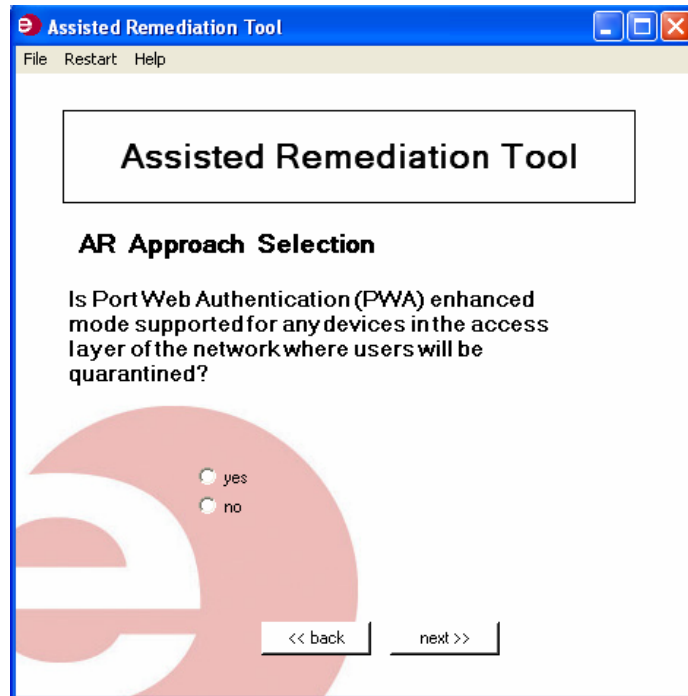 Assisted Remediation Tool
File Restart Help
Assisted Remediation Tool
AR Approach Selection
Is Port Web Authentication (PWA) enhanced
mode supported for any devices in the access
layer of the network where users will be
quarantined?
yes
no
<< back next >>